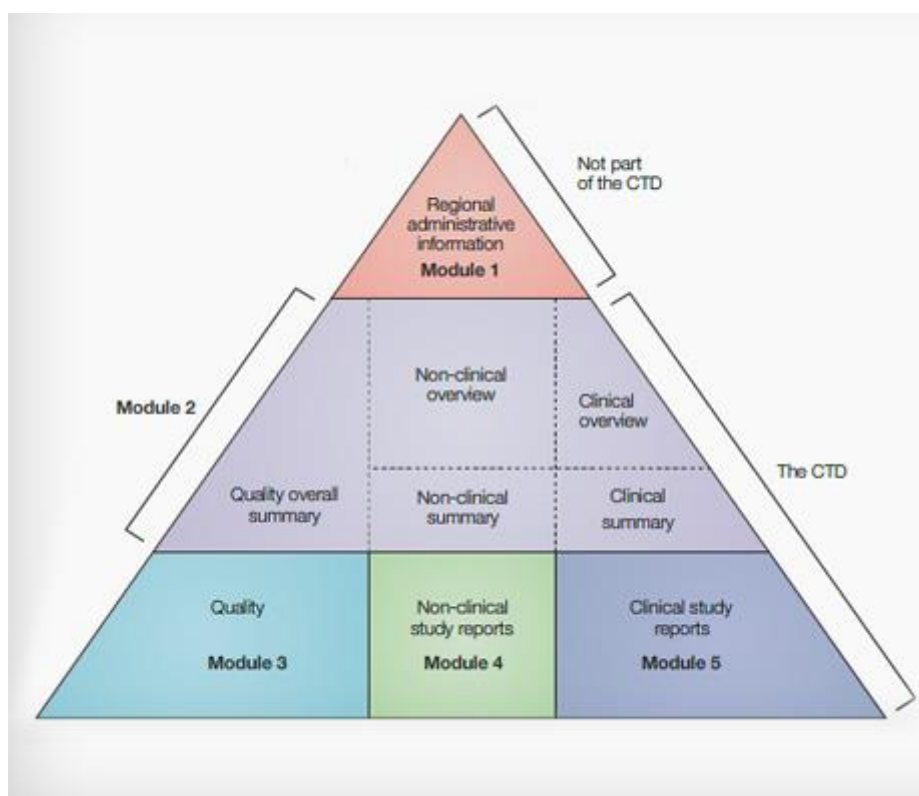 Not part
of the CTD
Regional
administrative
information
Module 1
Module 2
Non-clinical
overview
Clinical
overview
The CTD
Quality overall
summary
Non-clinical
summary
Clinical
summary
Quality
Module 3
Non-clinical
study reports
Module 4
Clinical study
reports
Module 5